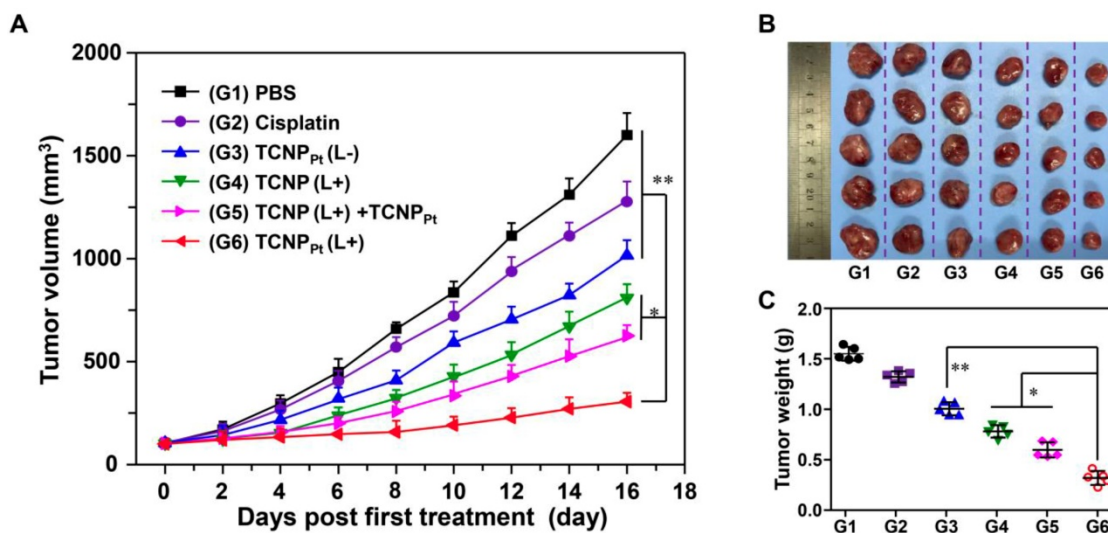 A
2000
1500
1000
500
0
Tumor volume (mm³)
(G1) PBS
(G2) Cisplatin
(G3) TCNPPt (L-)
(G4) TCNP (L+)
(G5) TCNP (L+) +TCNPPt
(G6) TCNPPt (L+)
**
*
0 2 4 6 8 10 12 14 16 18
Days post first treatment (day)
B
G1 G2 G3 G4 G5 G6
C
2.0
1.5
1.0
0.5
0.0
Tumor weight (g)
**
*
G1 G2 G3 G4 G5 G6